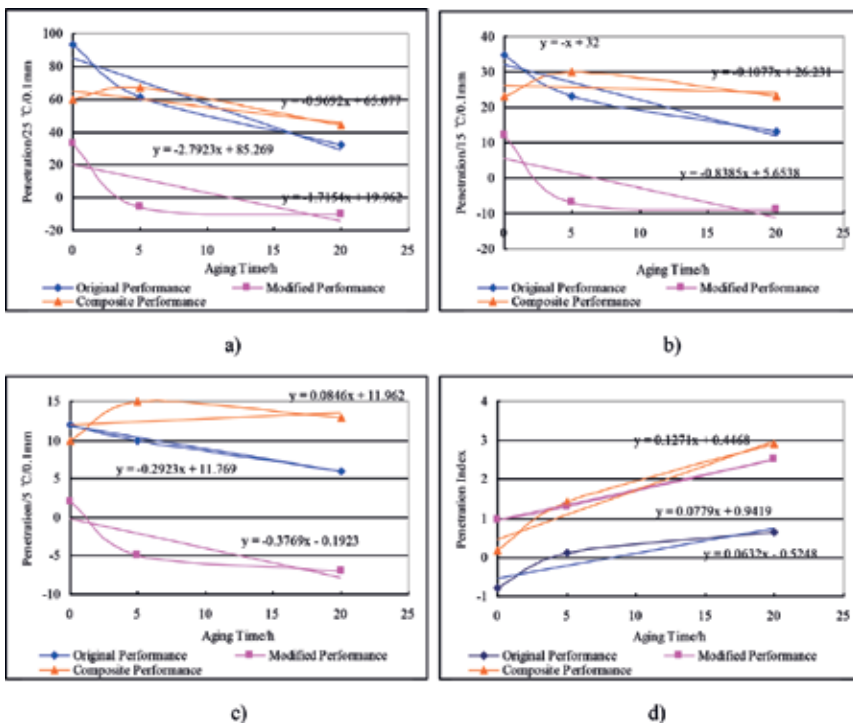 100
80
60
40
20
0
-20
0
5
10
15
20
25
Penetration/25 ℃/0.1mm
y = -0.9692x + 65.077
y = -2.7923x + 85.269
y = -1.7154x + 19.962
Aging Time/h
Original Performance
Modified Performance
Composite Performance
a)
40
30
20
10
0
-10
-20
0
5
10
15
20
25
Penetration/15 ℃/0.1mm
y = -x + 32
y = -0.1077x + 26.231
y = -0.8385x + 5.6538
Aging Time/h
Original Performance
Modified Performance
Composite Performance
b)
15
10
5
0
-5
-10
0
5
10
15
20
25
Penetration/5 ℃/0.1mm
y = 0.0846x + 11.962
y = -0.2923x + 11.769
y = -0.3769x - 0.1923
Aging Time/h
Original Performance
Modified Performance
Composite Performance
c)
4
3
2
1
0
-1
0
5
10
15
20
25
Penetration Index
y = 0.1271x + 0.4468
y = 0.0779x + 0.9419
y = 0.0632x - 0.5248
Aging Time/h
Original Performance
Modified Performance
Composite Performance
d)